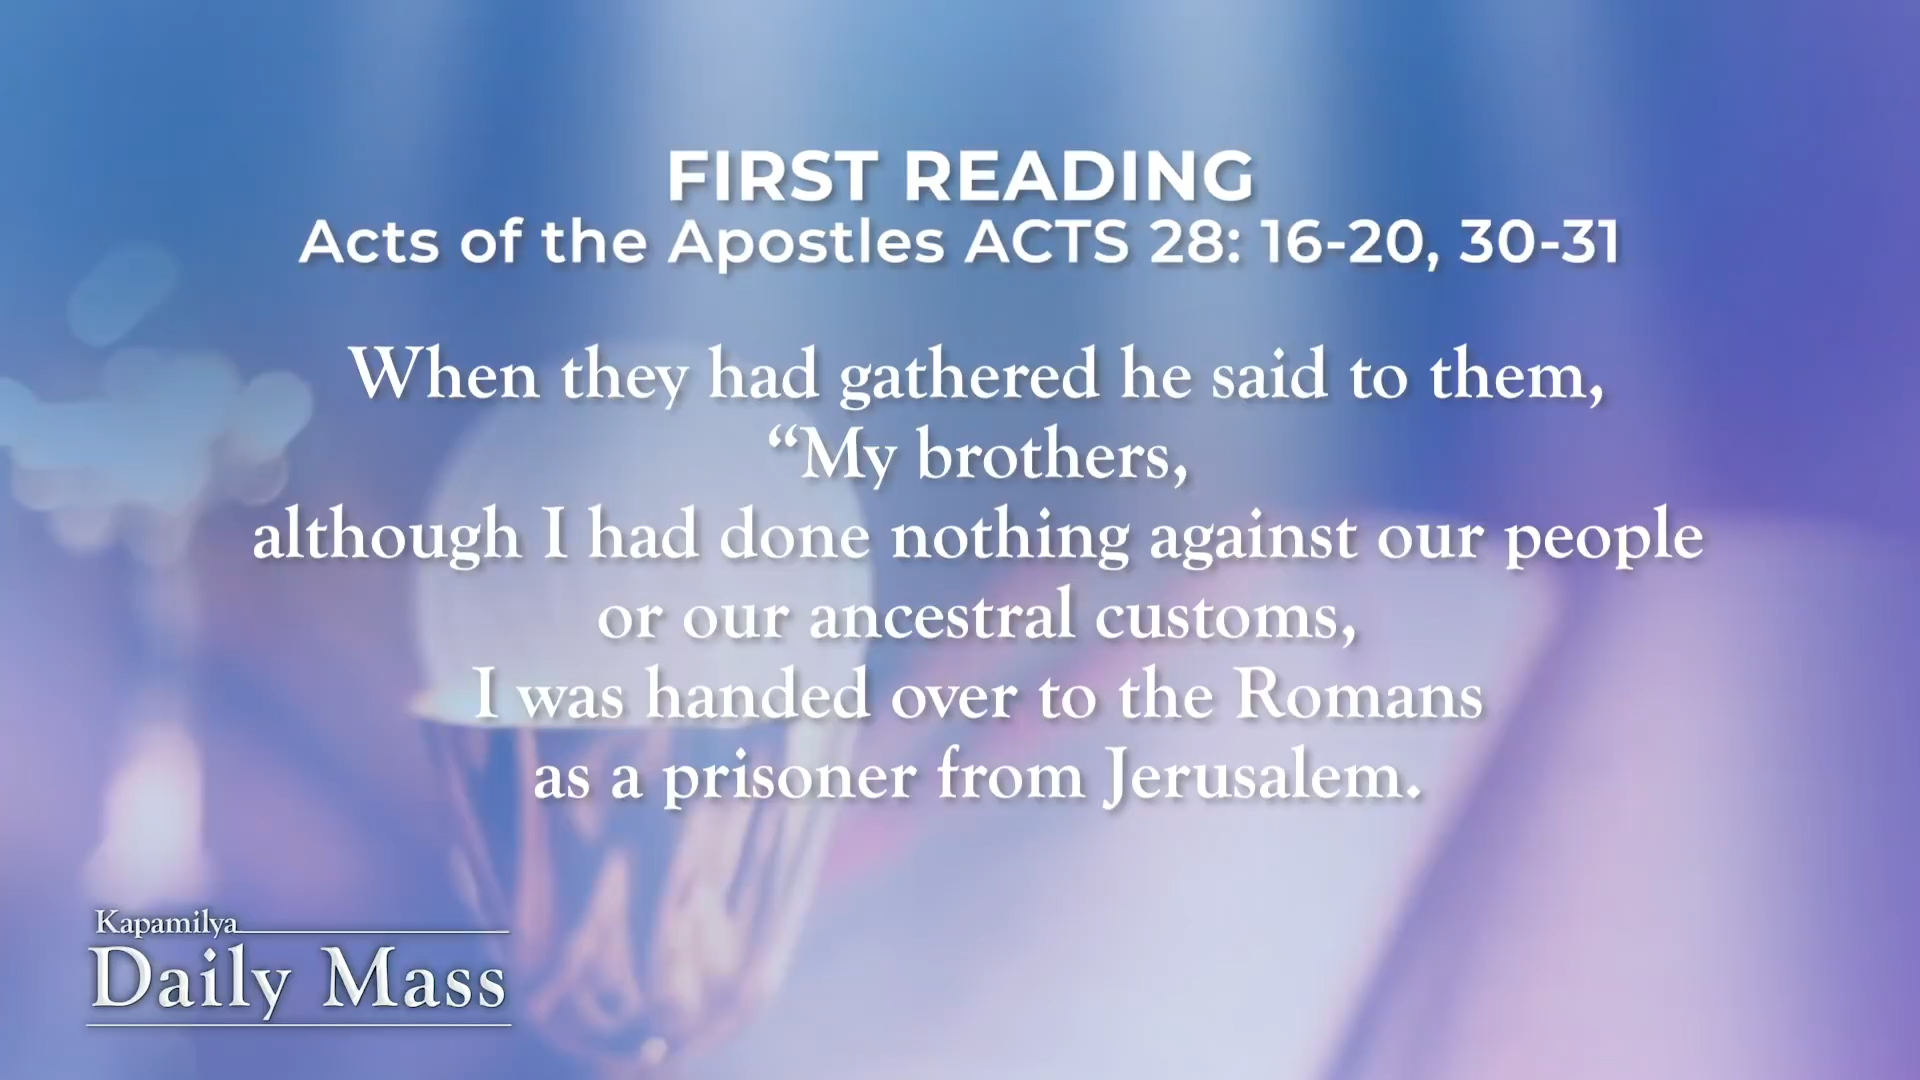 FIRST READING
Acts of the Apostles ACTS 28: 16-20, 30-31
When they had gathered he said to them,
“My brothers,
although I had done nothing against our people
or our ancestral customs,
I was handed over to the Romans
as a prisoner from Jerusalem.
Kapamilya
Daily Mass